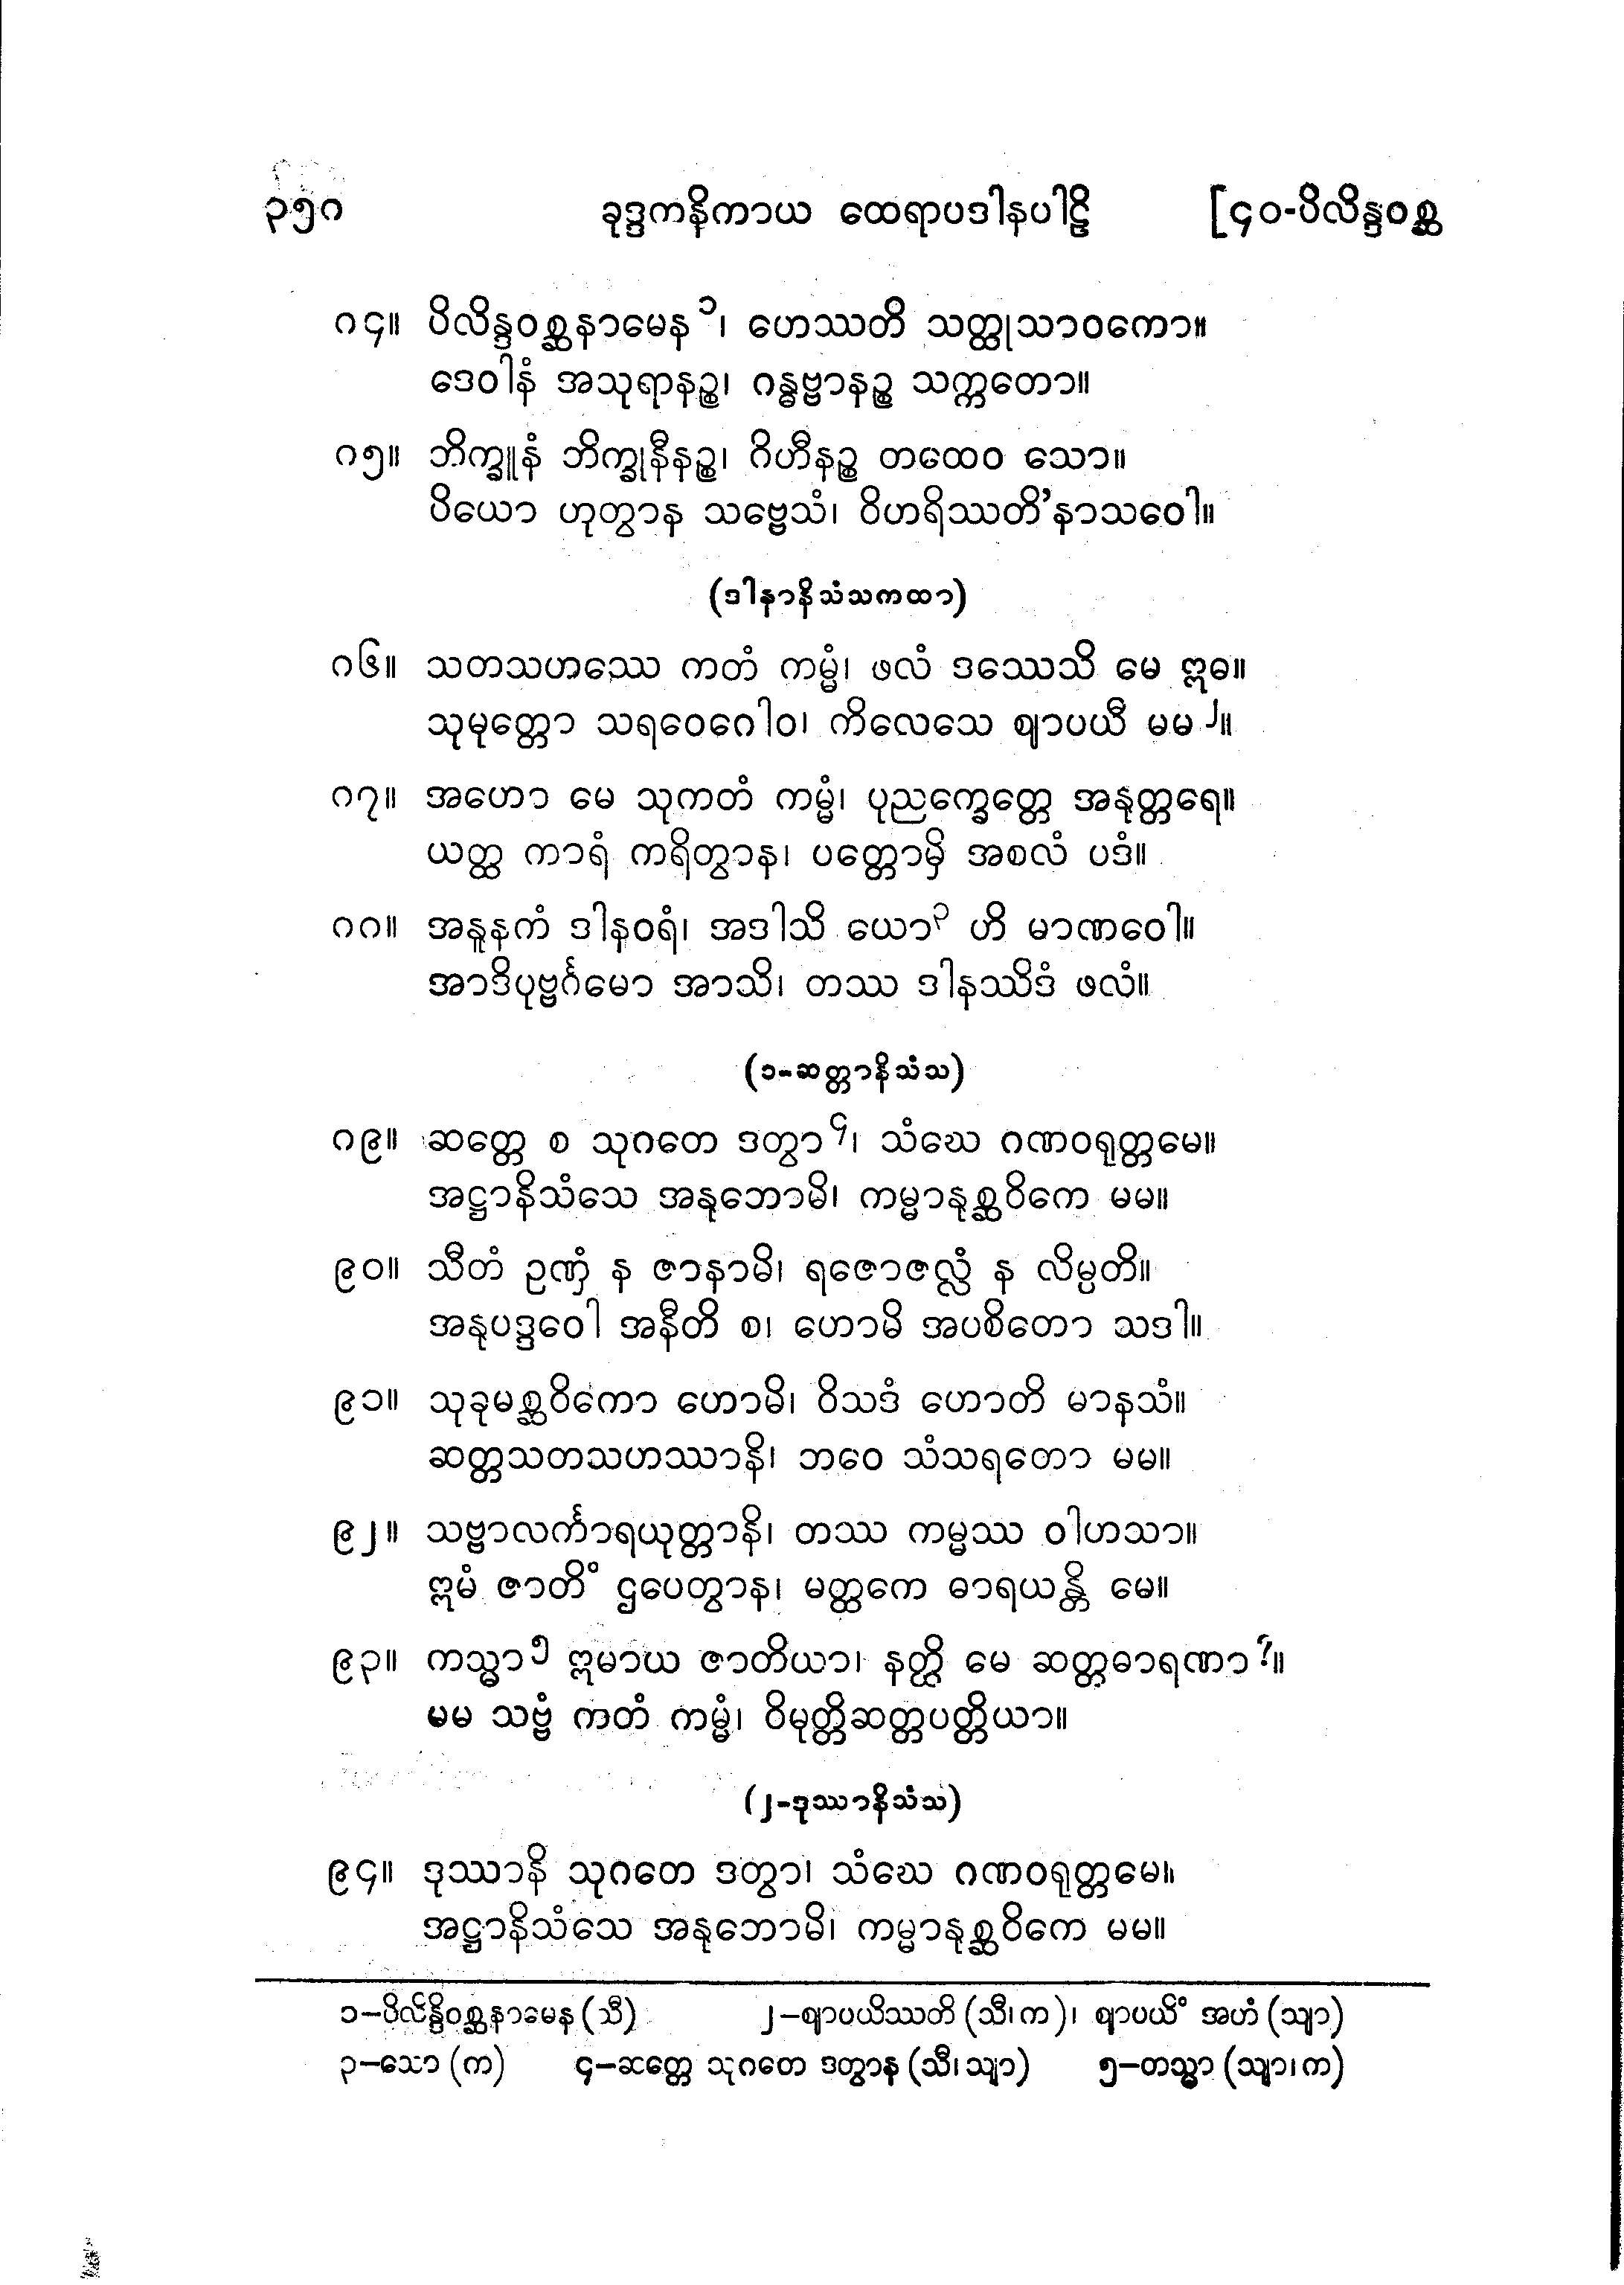 ၃၅၈ ခုဒ္ဒကနိကာယ ထေရာပဒါနပါဠိ [၄၀-ပိလိန္ဒဝစ္ဆ
၈၄။ ပိလိန္ဒဝစ္ဆနာမေန၁၊ ဟေဿတိ သတ္ထုသာဝကော။
ဒေဝါနံ အသုရာနဉ္စ၊ ဂန္ဓဗ္ဗာနဉ္စ သက္ကတော။
၈၅။ ဘိက္ခူနံ ဘိက္ခုနီနဉ္စ၊ ဂိဟီနဉ္စ တထေဝ သော။
ပိယော ဟုတွာန သဗ္ဗေသံ၊ ဝိဟရိဿတိ’နာသဝေါ။
(ဒါနာနိသံသကထာ)
၈၆။ သတသဟဿေ ကတံ ကမ္မံ၊ ဖလံ ဒဿေသိ မေ ဣဓ။
သုမုတ္တော သရဝေဂေါဝ၊ ကိလေသေ ဈာပယီ မမ၂။
၈၇။ အဟော မေ သုကတံ ကမ္မံ၊ ပုညက္ခေတ္တေ အနုတ္တရေ။
ယတ္ထ ကာရံ ကရိတွာန၊ ပတ္တောမှိ အစလံ ပဒံ။
၈၈။ အနူနကံ ဒါနဝရံ၊ အဒါသိ ယော၃ ဟိ မာဏဝေါ။
အာဒိပုဗ္ဗင်္ဂမော အာသိ၊ တဿ ဒါနဿိဒံ ဖလံ။
(၁-ဆတ္တာနိသံသ)
၈၉။ ဆတ္တေ စ သုဂတေ ဒတွာ၄၊ သံဃေ ဂဏဝရုတ္တမေ။
အဋ္ဌာနိသံသေ အနုဘောမိ၊ ကမ္မာနုစ္ဆဝိကေ မမ။
၉၀။ သီတံ ဥဏှံ န ဇာနာမိ၊ ရဇောဇလ္လံ န လိမ္ပတိ။
အနုပဒ္ဒဝေါ အနီတိ စ၊ ဟောမိ အပစိတော သဒါ။
၉၁။ သုခုမစ္ဆဝိကော ဟောမိ၊ ဝိသဒံ ဟောတိ မာနသံ။
ဆတ္တသတသဟဿာနိ၊ ဘဝေ သံသရတော မမ။
၉၂။ သဗ္ဗာလင်္ကာရယုတ္တာနိ၊ တဿ ကမ္မဿ ဝါဟသာ။
ဣမံ ဇာတိံ ဌပေတွာန၊ မတ္ထကေ ဓာရယန္တိ မေ။
၉၃။ ကသ္မာ၅ ဣမာယ ဇာတိယာ၊ နတ္ထိ မေ ဆတ္တဓာရဏာ?။
မမ သဗ္ဗံ ကတံ ကမ္မံ၊ ဝိမုတ္တိဆတ္တပတ္တိယာ။
(၂-ဒုဿာနိသံသ)
၉၄။ ဒုဿာနိ သုဂတေ ဒတွာ၊ သံဃေ ဂဏဝရုတ္တမေ။
အဋ္ဌာနိသံသေ အနုဘောမိ၊ ကမ္မာနုစ္ဆဝိကေ မမ။
၁–ပိလိန္ဒိဝစ္ဆနာမေန (သီ) ၂–ဈာပယိဿတိ (သီ၊က)၊ ဈာပယိံ အဟံ (သျာ)
၃–သော (က) ၄–ဆတ္တေ သုဂတေ ဒတွာန (သီ၊သျာ) ၅–တသ္မာ (သျာ၊က)